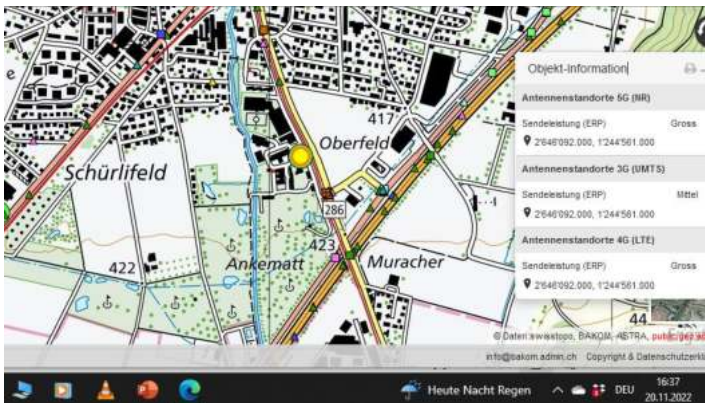 417
Oberfeld
Schürlifeld
286
423
422
Ankematt
Muracher
44
Objekt-Information
Antennenstandorte 5G (NR)
Sendeleistung (ERP) Gross
2'646'092.000, 1'244'561.000
Antennenstandorte 3G (UMTS)
Sendeleistung (ERP) Mittel
2'646'092.000, 1'244'561.000
Antennenstandorte 4G (LTE)
Sendeleistung (ERP) Gross
2'646'092.000, 1'244'561.000
© Daten:swisstopo, BAKOM, ASTRA,
info@bakom.admin.ch Copyright & Datenschutzerklä
Heute Nacht Regen DEU 16:37
20.11.2022